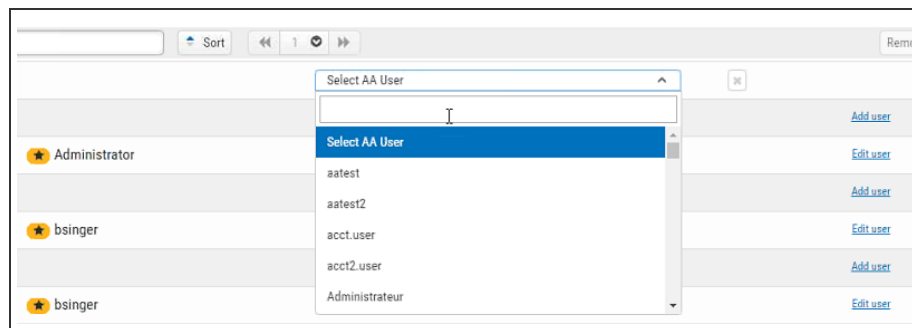 Sort 1 Remo
Select AA User
Add user
Select AA User
Administrator Edit user
aatest
Add user
aatest2
bsinger Edit user
acct.user
Add user
acct2.user
bsinger Edit user
Administrateur